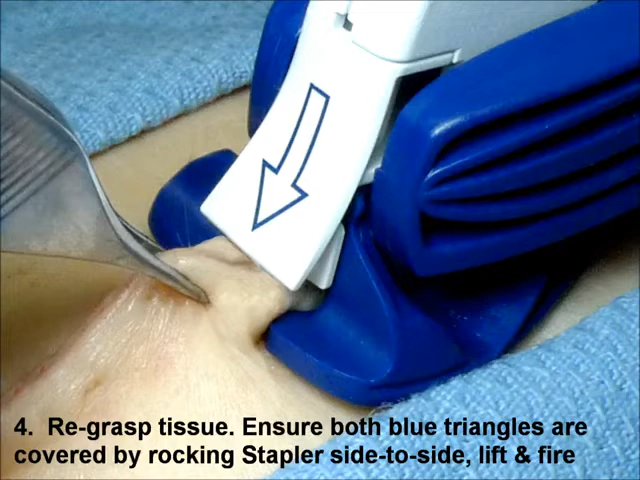 4.  Re-grasp tissue. Ensure both blue triangles are
covered by rocking Stapler side-to-side, lift & fire